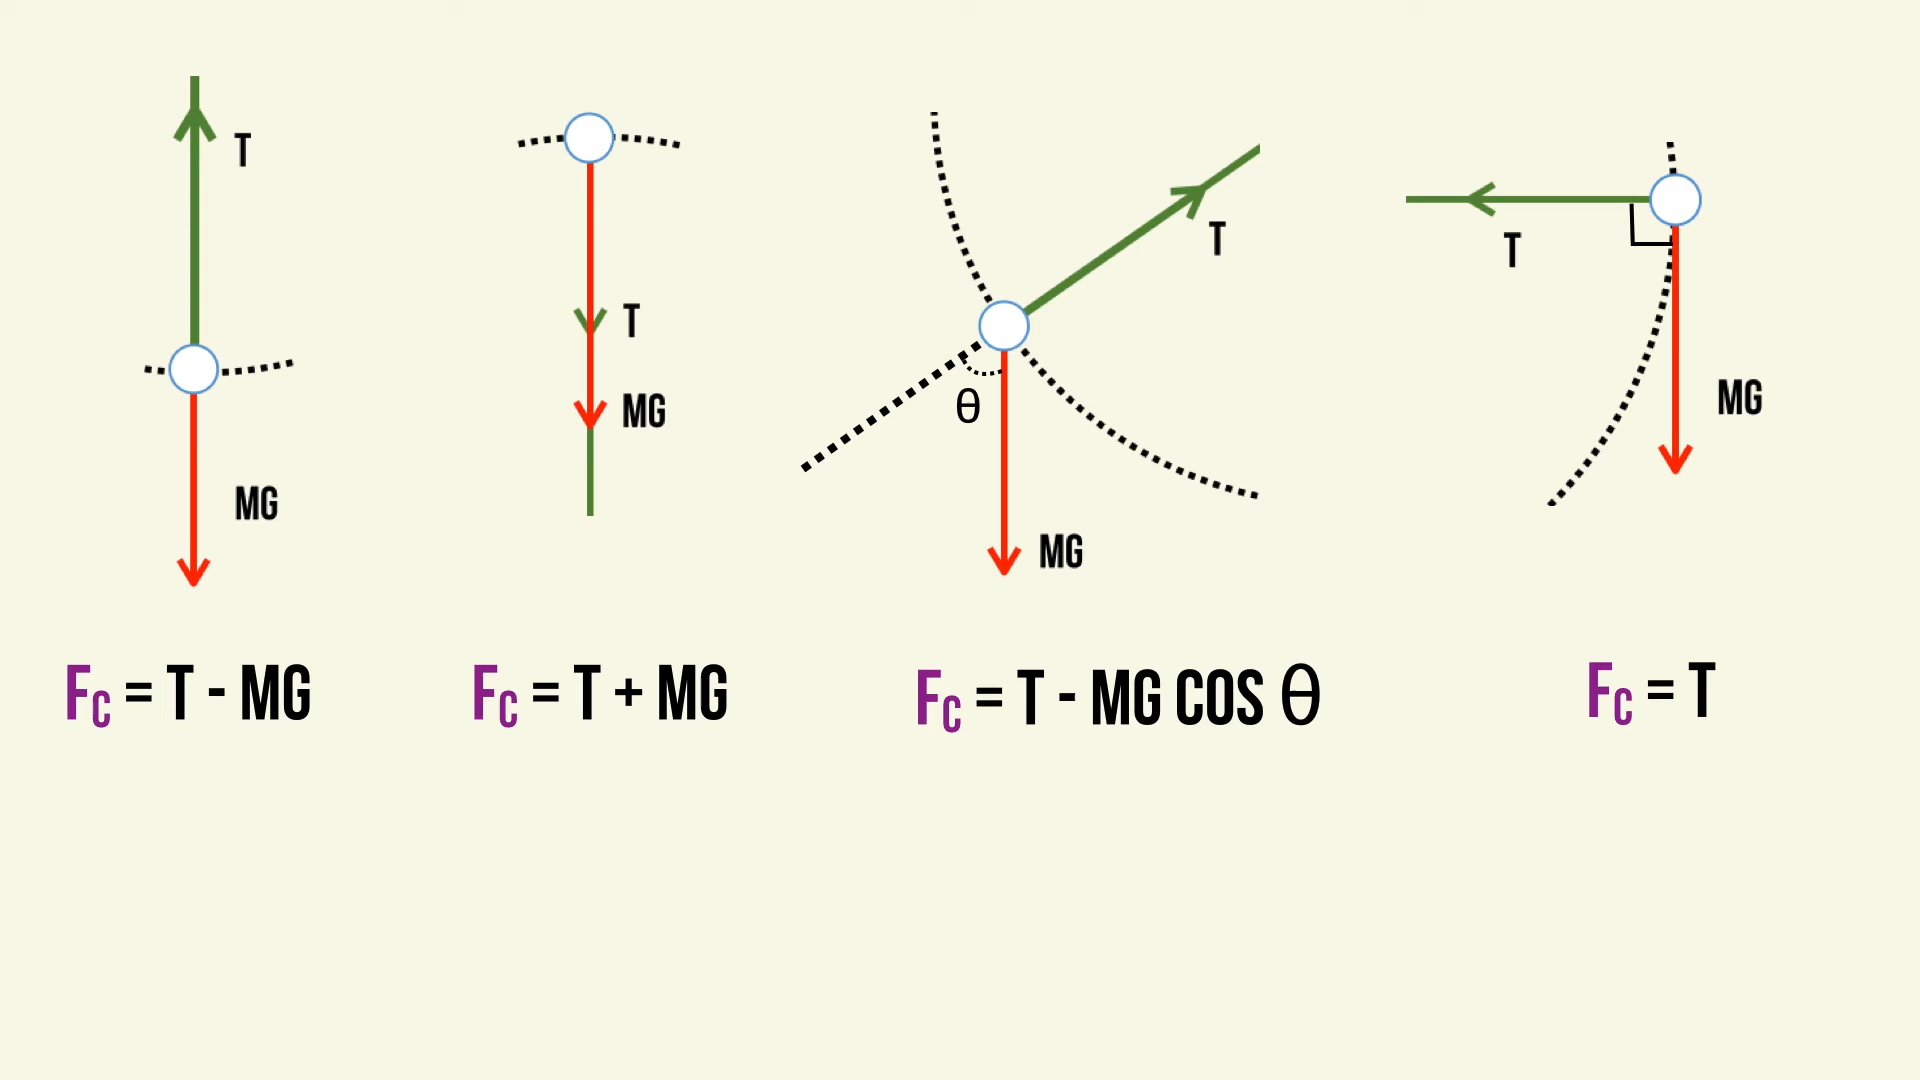 T
MG
T
MG
T
θ
MG
T
MG
Fc = T - MG
Fc = T + MG
Fc = T - MG COS θ
Fc = T